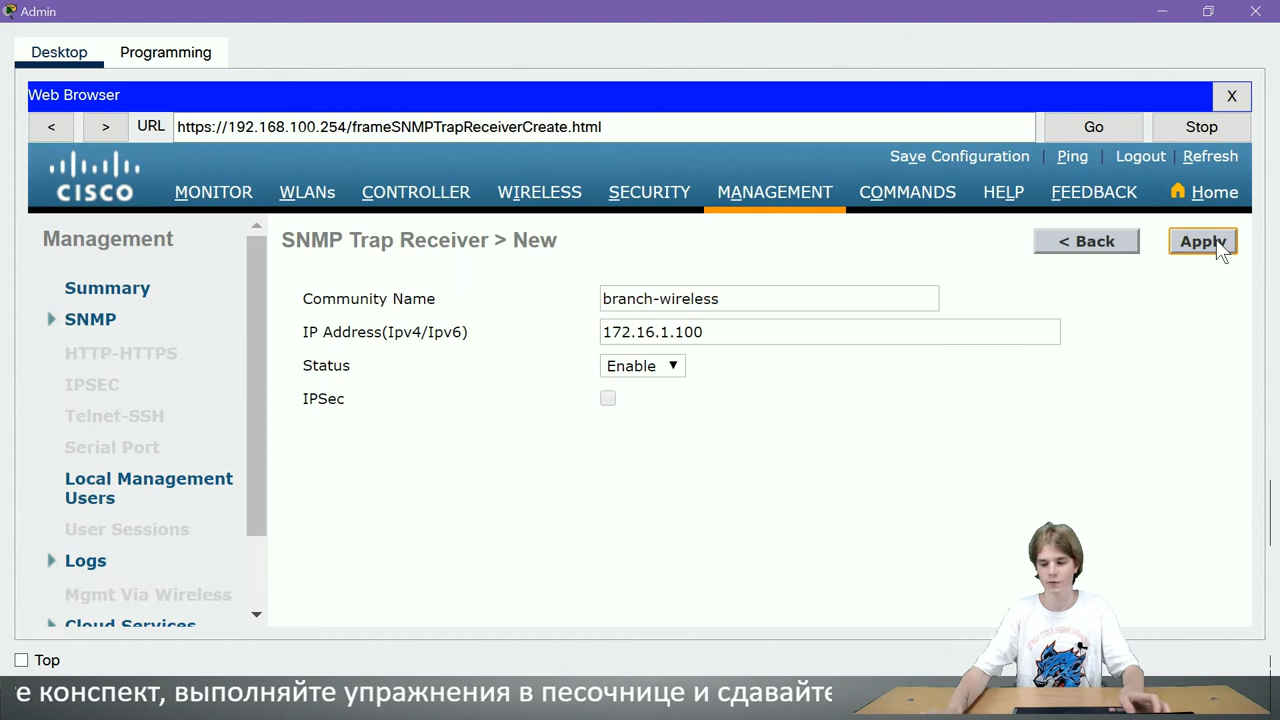 Admin
Desktop Programming
Web Browser X
< > URL https://192.168.100.254/frameSNMPTrapReceiverCreate.html Go Stop
Save Configuration Ping Logout Refresh
CISCO MONITOR WLANs CONTROLLER WIRELESS SECURITY MANAGEMENT COMMANDS HELP FEEDBACK Home
Management
Summary
SNMP
HTTP-HTTPS
IPSEC
Telnet-SSH
Serial Port
Local Management
Users
User Sessions
Logs
Mgmt Via Wireless
Cloud Services
SNMP Trap Receiver > New < Back Apply
Community Name branch-wireless
IP Address(Ipv4/Ipv6) 172.16.1.100
Status Enable
IPSec
Top
е конспект, выполняйте упражнения в песочнице и сдавайте